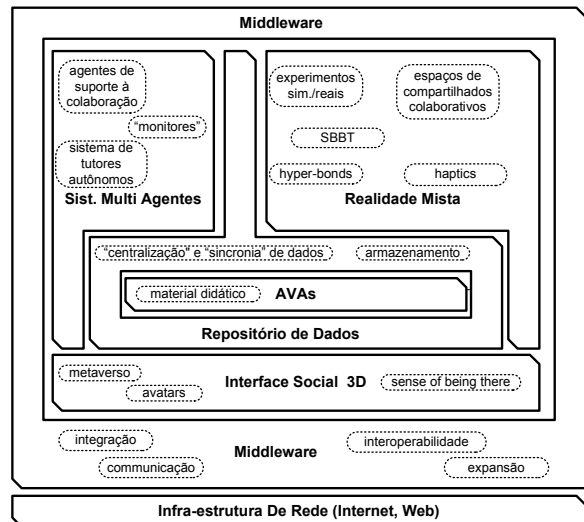 Middleware
agentes de
suporte à
colaboração
“monitores”
sistema de
tutores
autônomos
Sist. Multi Agentes
experimentos
sim./reais
espaços de
compartilhados
colaborativos
SBBT
hyper-bonds
haptics
Realidade Mista
“centralização" e “sincronia” de dados
armazenamento
material didático
AVAs
Repositório de Dados
metaverso
avatars
Interface Social 3D
sense of being there
integração
communicação
Middleware
interoperabilidade
expansão
Infra-estrutura De Rede (Internet, Web)